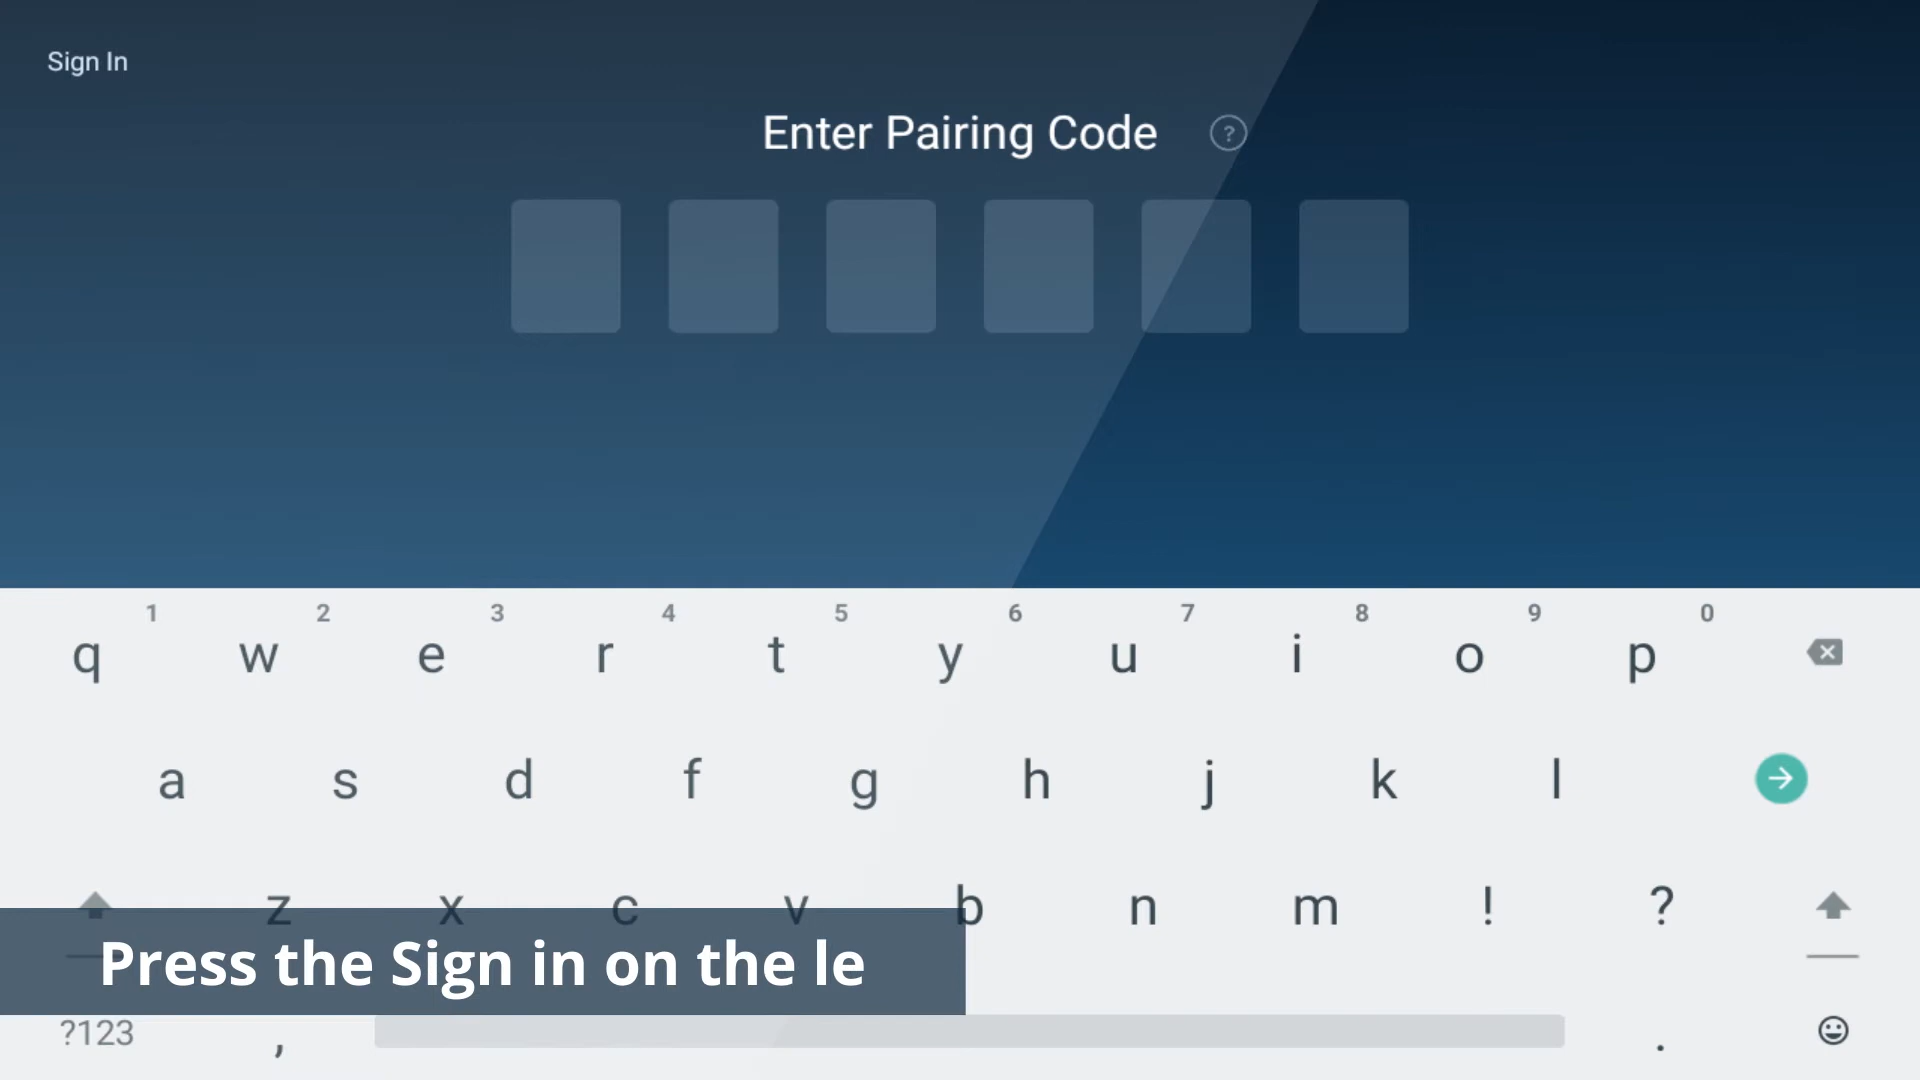 Sign In
Enter Pairing Code ?
1 2 3 4 5 6 7 8 9 0
q w e r t y u i o p
a s d f g h j k l
z x c v b n m ! ?
Press the Sign in on the le
?123 , .